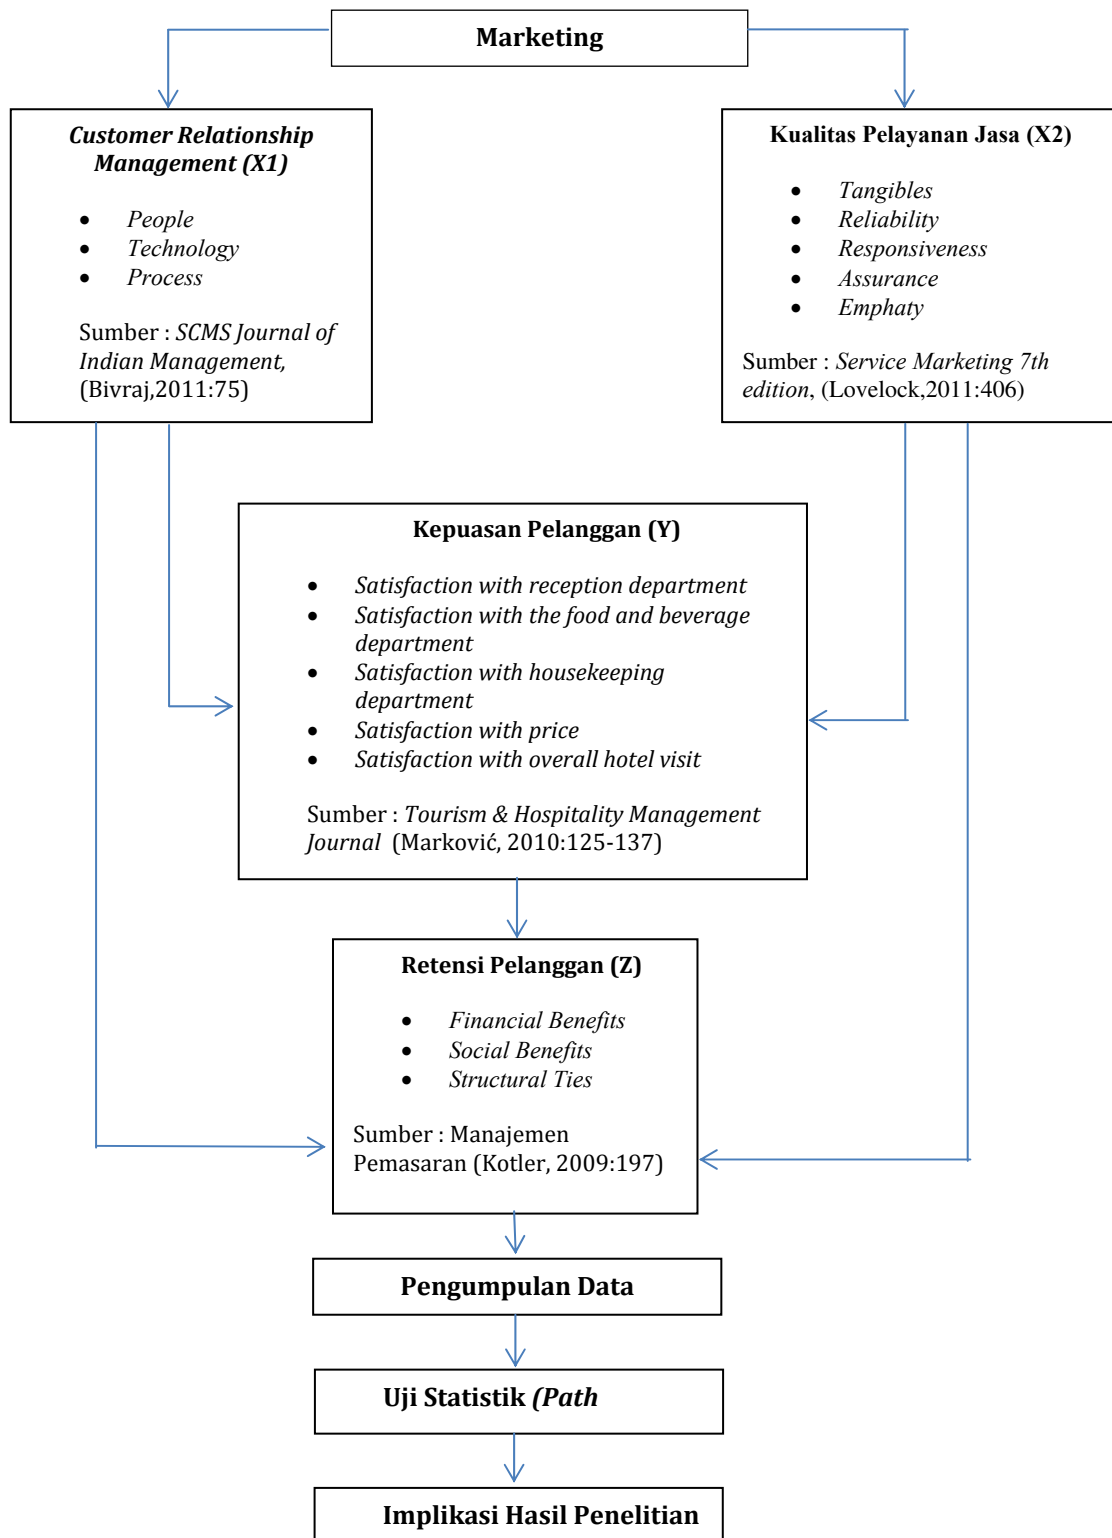 Marketing
Customer Relationship
Management (X1)
• People
• Technology
• Process
Sumber : SCMS Journal of
Indian Management,
(Bivraj,2011:75)
Kualitas Pelayanan Jasa (X2)
• Tangibles
• Reliability
• Responsiveness
• Assurance
• Emphaty
Sumber : Service Marketing 7th
edition, (Lovelock,2011:406)
Kepuasan Pelanggan (Y)
• Satisfaction with reception department
• Satisfaction with the food and beverage
department
• Satisfaction with housekeeping
department
• Satisfaction with price
• Satisfaction with overall hotel visit
Sumber : Tourism & Hospitality Management
Journal (Marković, 2010:125-137)
Retensi Pelanggan (Z)
• Financial Benefits
• Social Benefits
• Structural Ties
Sumber : Manajemen
Pemasaran (Kotler, 2009:197)
Pengumpulan Data
Uji Statistik (Path
Implikasi Hasil Penelitian